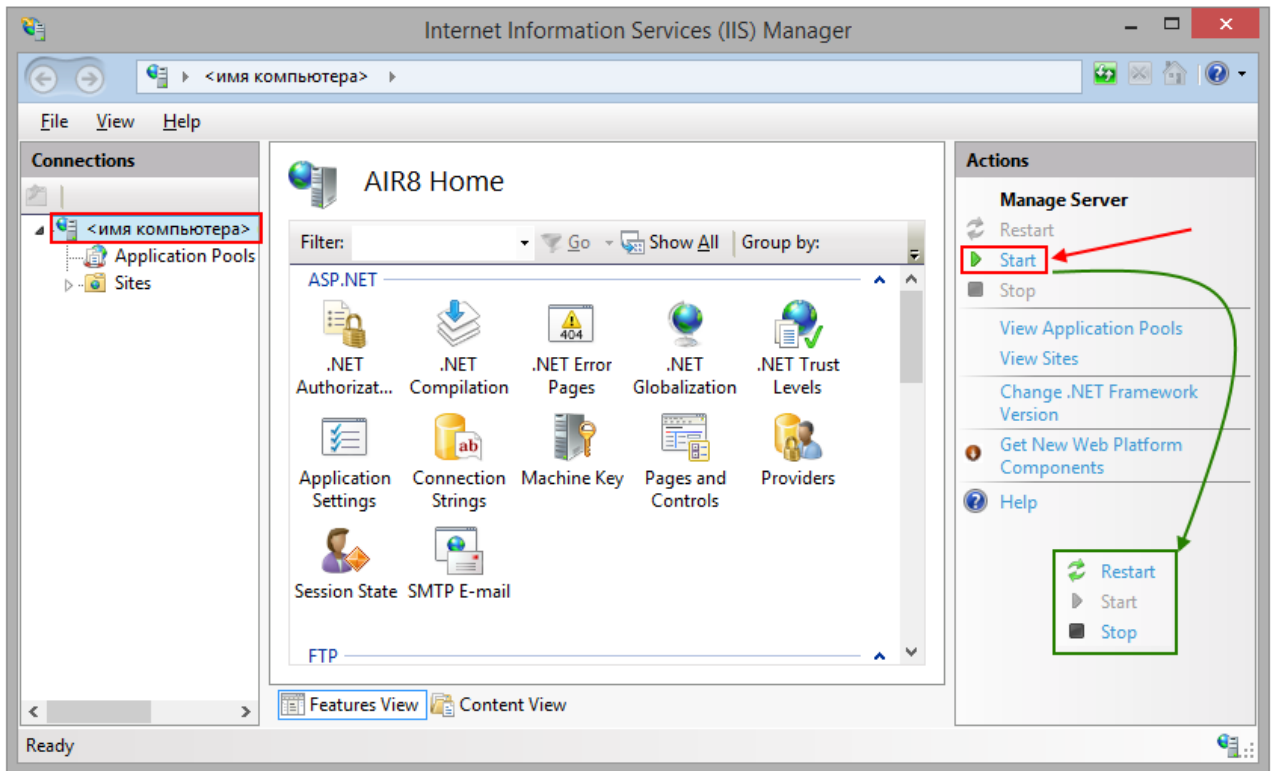 Internet Information Services (IIS) Manager
<имя компьютера>
File View Help
Connections
<имя компьютера>
Application Pools
Sites
AIR8 Home
Filter: Go Show All Group by:
ASP.NET
.NET Authorizat...
.NET Compilation
404
.NET Error Pages
.NET Globalization
.NET Trust Levels
Application Settings
ab
Connection Strings
Machine Key
Pages and Controls
Providers
Session State
SMTP E-mail
FTP
Features View
Content View
Actions
Manage Server
Restart
Start
Stop
View Application Pools
View Sites
Change .NET Framework
Version
Get New Web Platform
Components
Help
Restart
Start
Stop
Ready